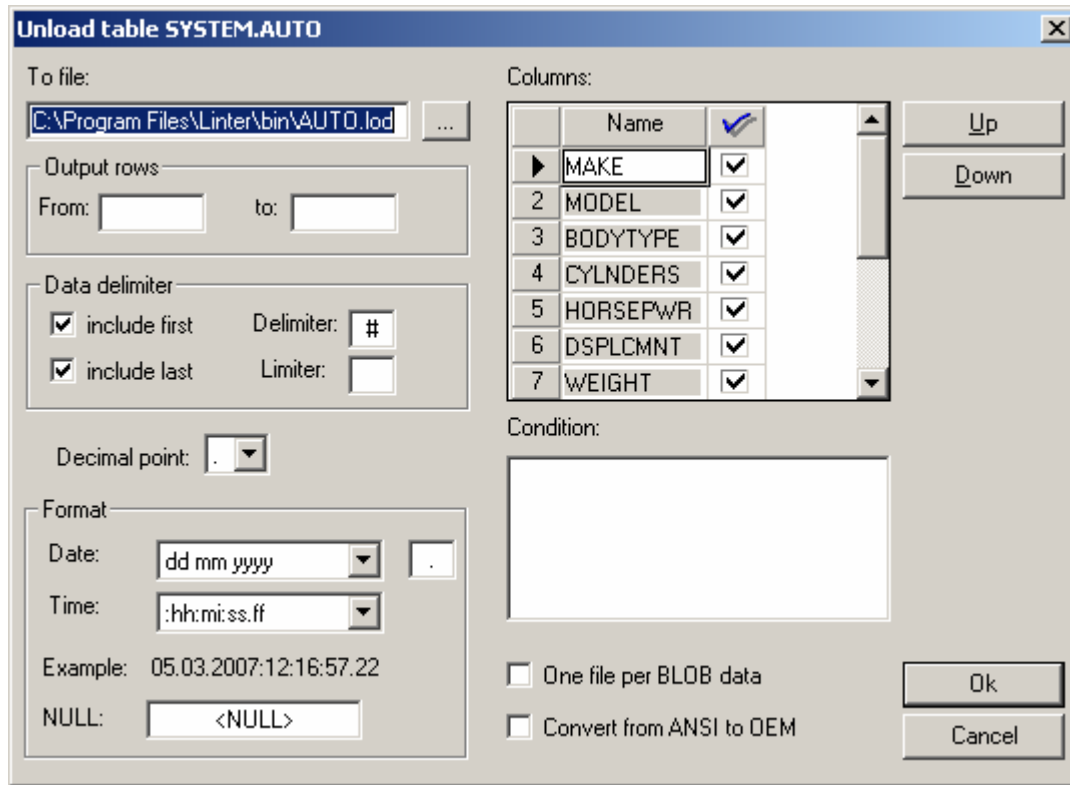 Unload table SYSTEM.AUTO
To file:
C:\Program Files\Linter\bin\AUTO.lod
...
Output rows
From:
to:
Data delimiter
include first
Delimiter: #
include last
Limiter:
Decimal point: .
Format
Date: dd mm yyyy .
Time: :hh:mi:ss.ff
Example: 05.03.2007:12:16:57.22
NULL: <NULL>
Columns:
Name
MAKE
2 MODEL
3 BODYTYPE
4 CYLNDERS
5 HORSEPWR
6 DSPLCMNT
7 WEIGHT
Up
Down
Condition:
One file per BLOB data
Convert from ANSI to OEM
Ok
Cancel